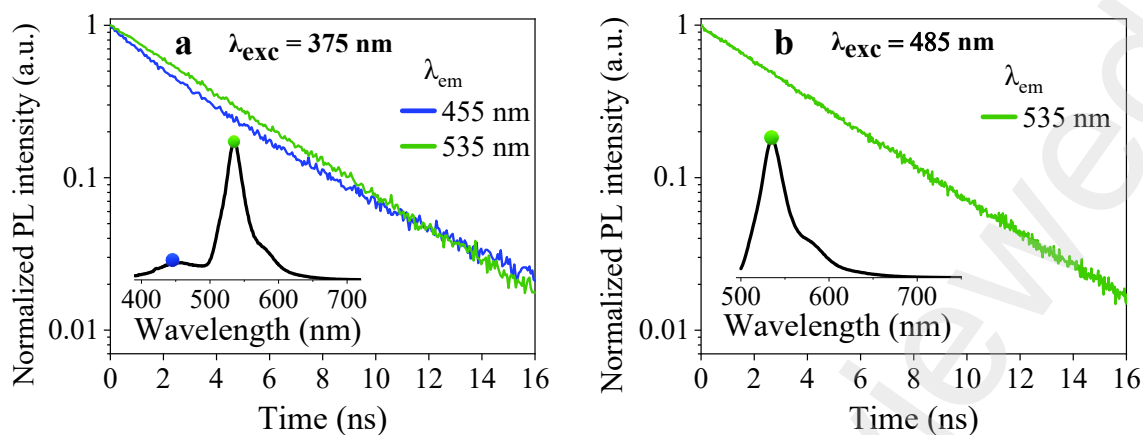 Normalized PL intensity (a.u.)
1
0.1
0.01
a
λexc = 375 nm
λem
455 nm
535 nm
400 500 600 700
Wavelength (nm)
0 2 4 6 8 10 12 14 16
Time (ns)
Normalized PL intensity (a.u.)
1
0.1
0.01
b
λexc = 485 nm
λem
535 nm
500 600 700
Wavelength (nm)
0 2 4 6 8 10 12 14 16
Time (ns)